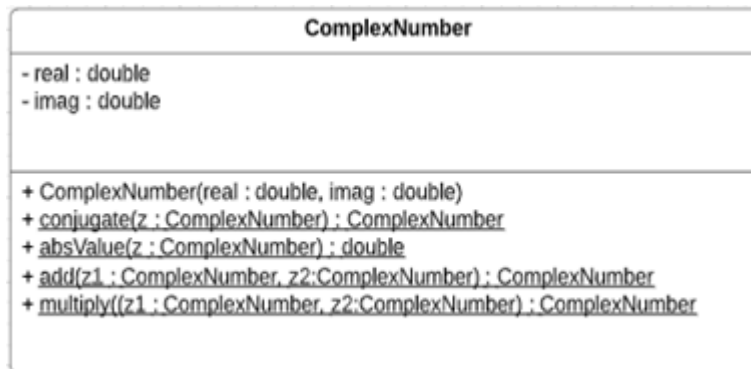 ComplexNumber
- real : double
- imag : double
+ ComplexNumber(real : double, imag : double)
+ conjugate(z : ComplexNumber) : ComplexNumber
+ absValue(z : ComplexNumber) : double
+ add(z1 : ComplexNumber, z2:ComplexNumber) : ComplexNumber
+ multiply((z1 : ComplexNumber, z2:ComplexNumber) : ComplexNumber